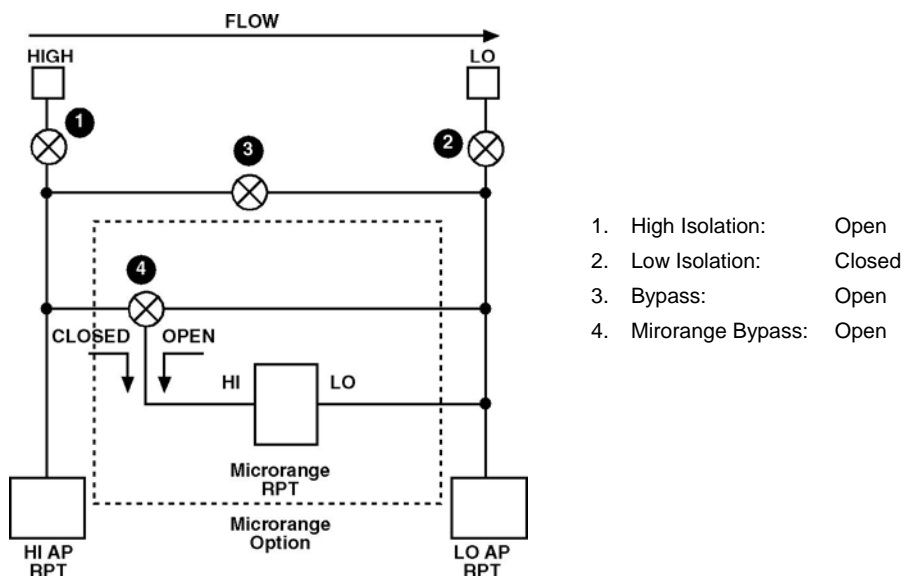 FLOW
HIGH
LO
1
2
3
4
CLOSED
OPEN
HI
LO
Microrange
RPT
Microrange
Option
HI AP
RPT
LO AP
RPT
1. High Isolation: Open
2. Low Isolation: Closed
3. Bypass: Open
4. Mirorange Bypass: Open